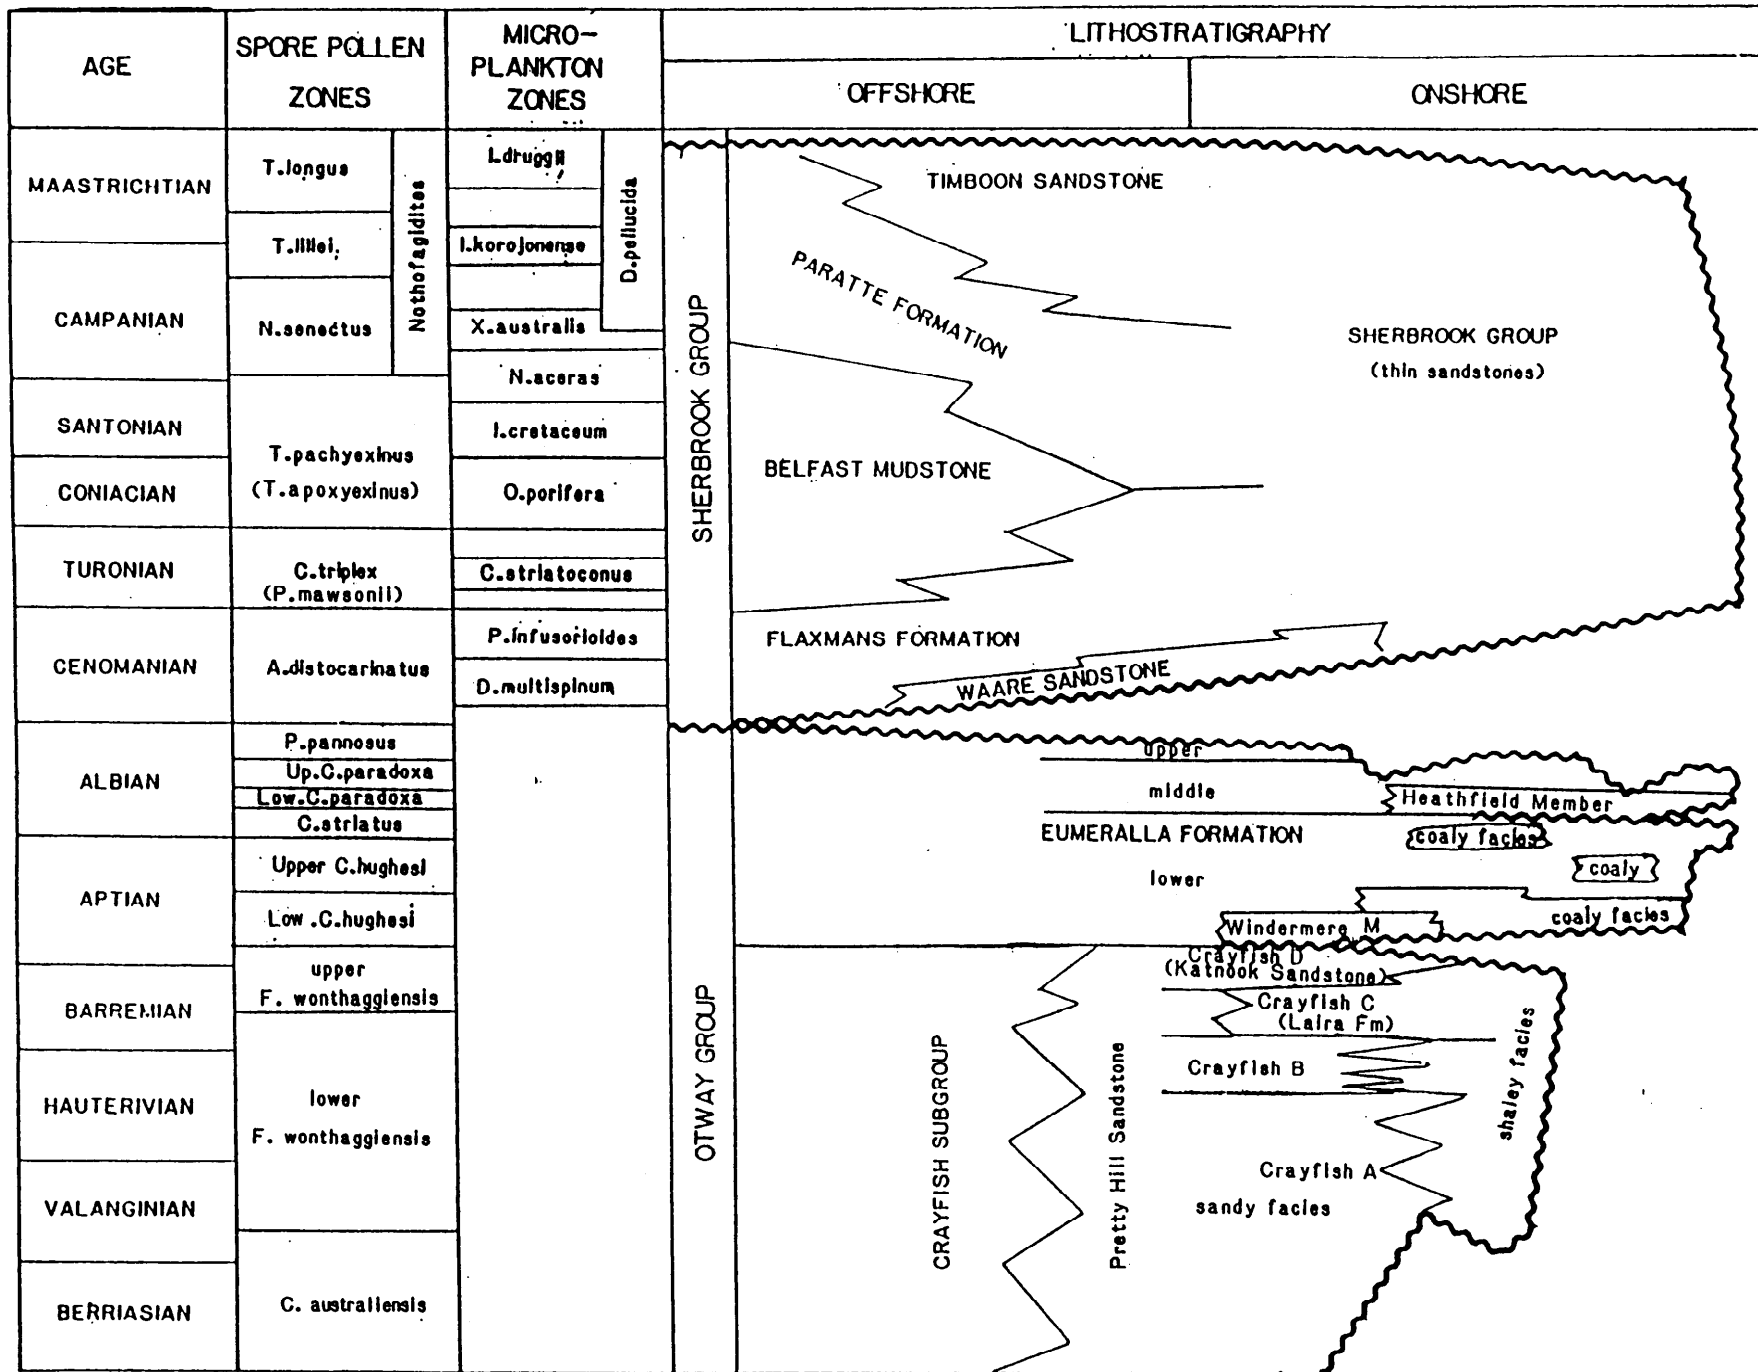 AGE
SPORE POLLEN
ZONES
MICRO-
PLANKTON
ZONES
LITHOSTRATIGRAPHY
OFFSHORE
ONSHORE
MAASTRICHTIAN
CAMPANIAN
SANTONIAN
CONIACIAN
TURONIAN
CENOMANIAN
ALBIAN
APTIAN
BARREMIAN
HAUTERIVIAN
VALANGINIAN
BERRIASIAN
T.longus
T.lillei
N.senectus
Nothofagidites
T.pachyexinus
(T.apoxyexinus)
C.triplex
(P.mawsonii)
A.distocarinatus
P.pannosus
Up.C.paradoxa
Low.C.paradoxa
C.striatus
Upper C.hughesi
Low.C.hughesi
upper
F. wonthaggiensis
lower
F. wonthaggiensis
C. australiensis
I.druggii
I.korojonense
D.pellucida
X.australis
N.aceras
I.cretaceum
O.porifera
C.striatoconus
P.infusorioides
D.multispinum
SHERBROOK GROUP
OTWAY GROUP
TIMBOON SANDSTONE
PARATTE FORMATION
SHERBROOK GROUP
(thin sandstones)
BELFAST MUDSTONE
FLAXMANS FORMATION
WAARE SANDSTONE
upper
middle
Heathfield Member
EUMERALLA FORMATION
coaly facies
coaly
lower
coaly facies
Windermere M
Crayfish D
(Katnook Sandstone)
Crayfish C
(Laira Fm)
Crayfish B
Crayfish A
sandy facies
shaley facies
CRAYFISH SUBGROUP
Pretty Hill Sandstone